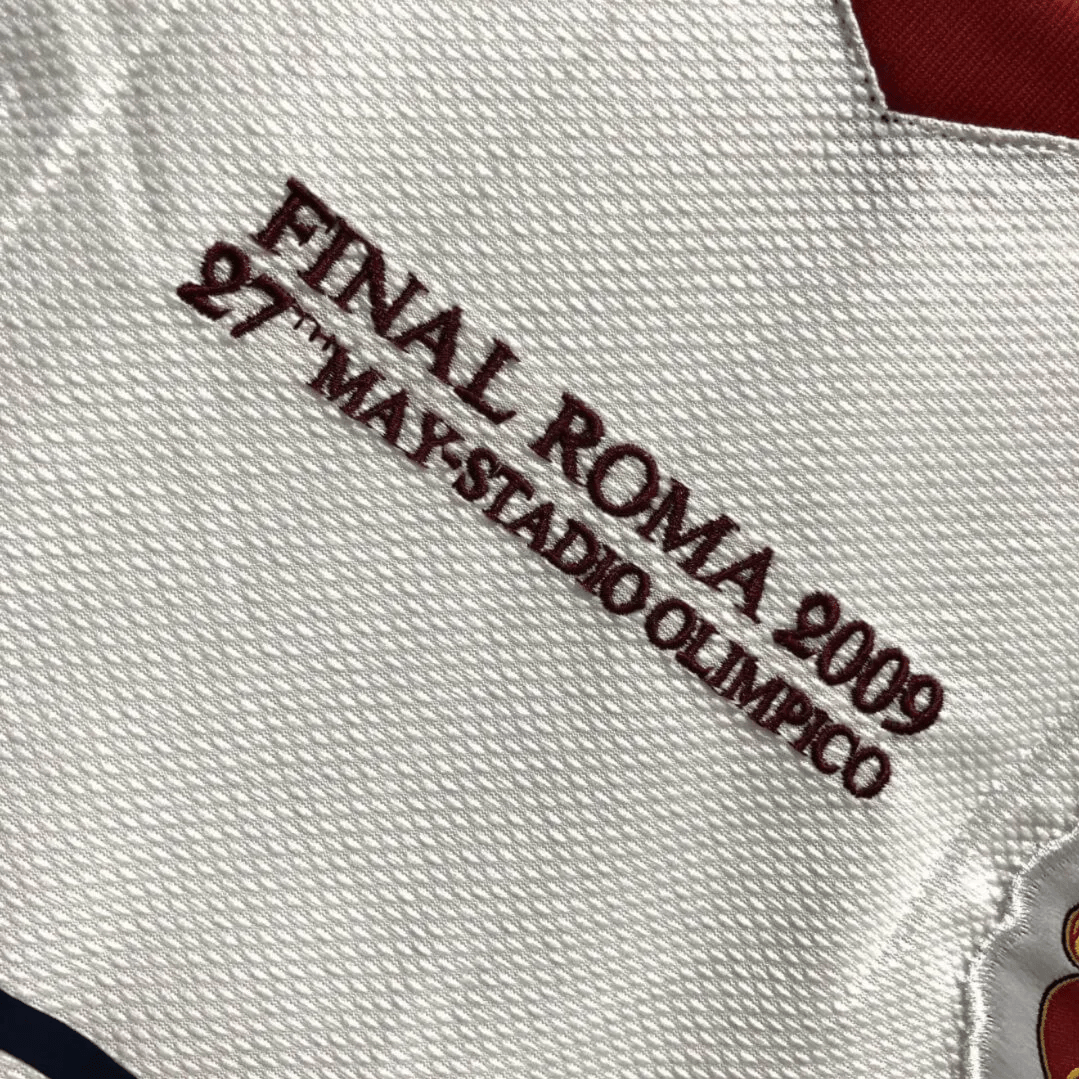 FINAL ROMA 2009
27TH MAY-STADIO OLIMPICO